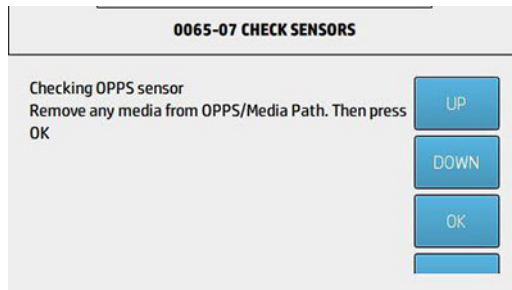 0065-07 CHECK SENSORS
Checking OPPS sensor
Remove any media from OPPS/Media Path. Then press
OK
UP
DOWN
OK